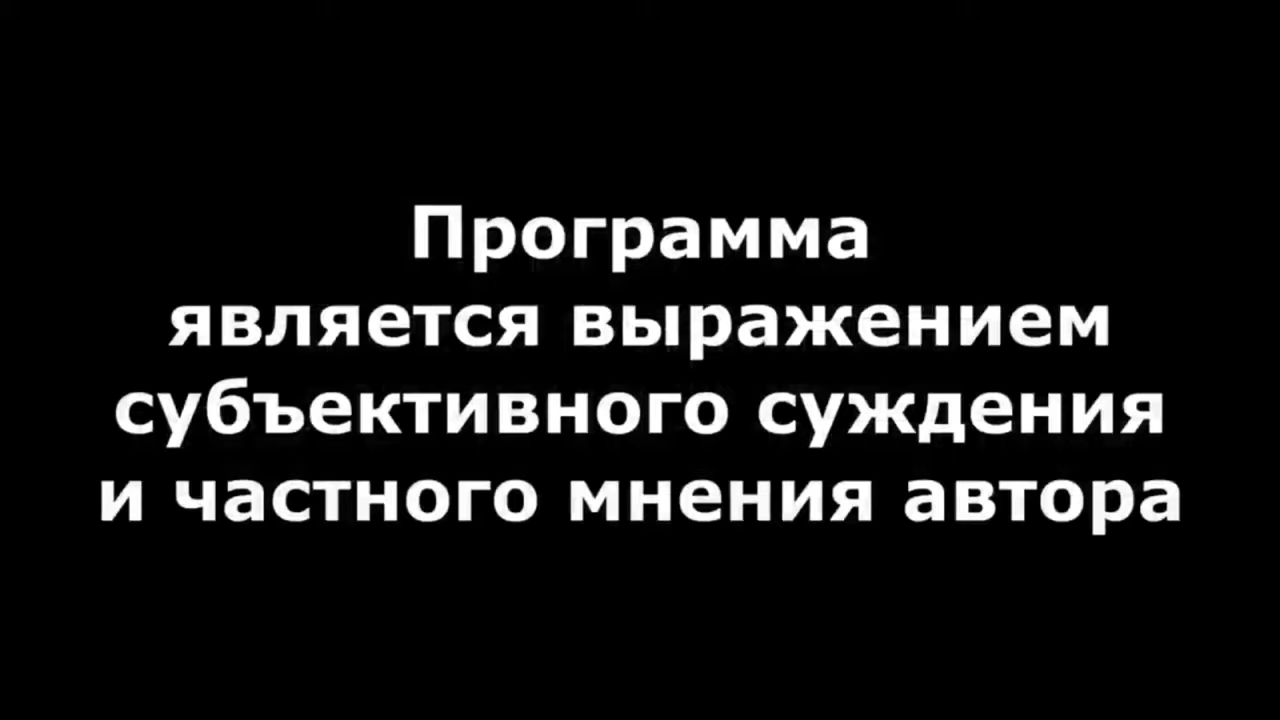 Программа
является выражением
субъективного суждения
и частного мнения автора